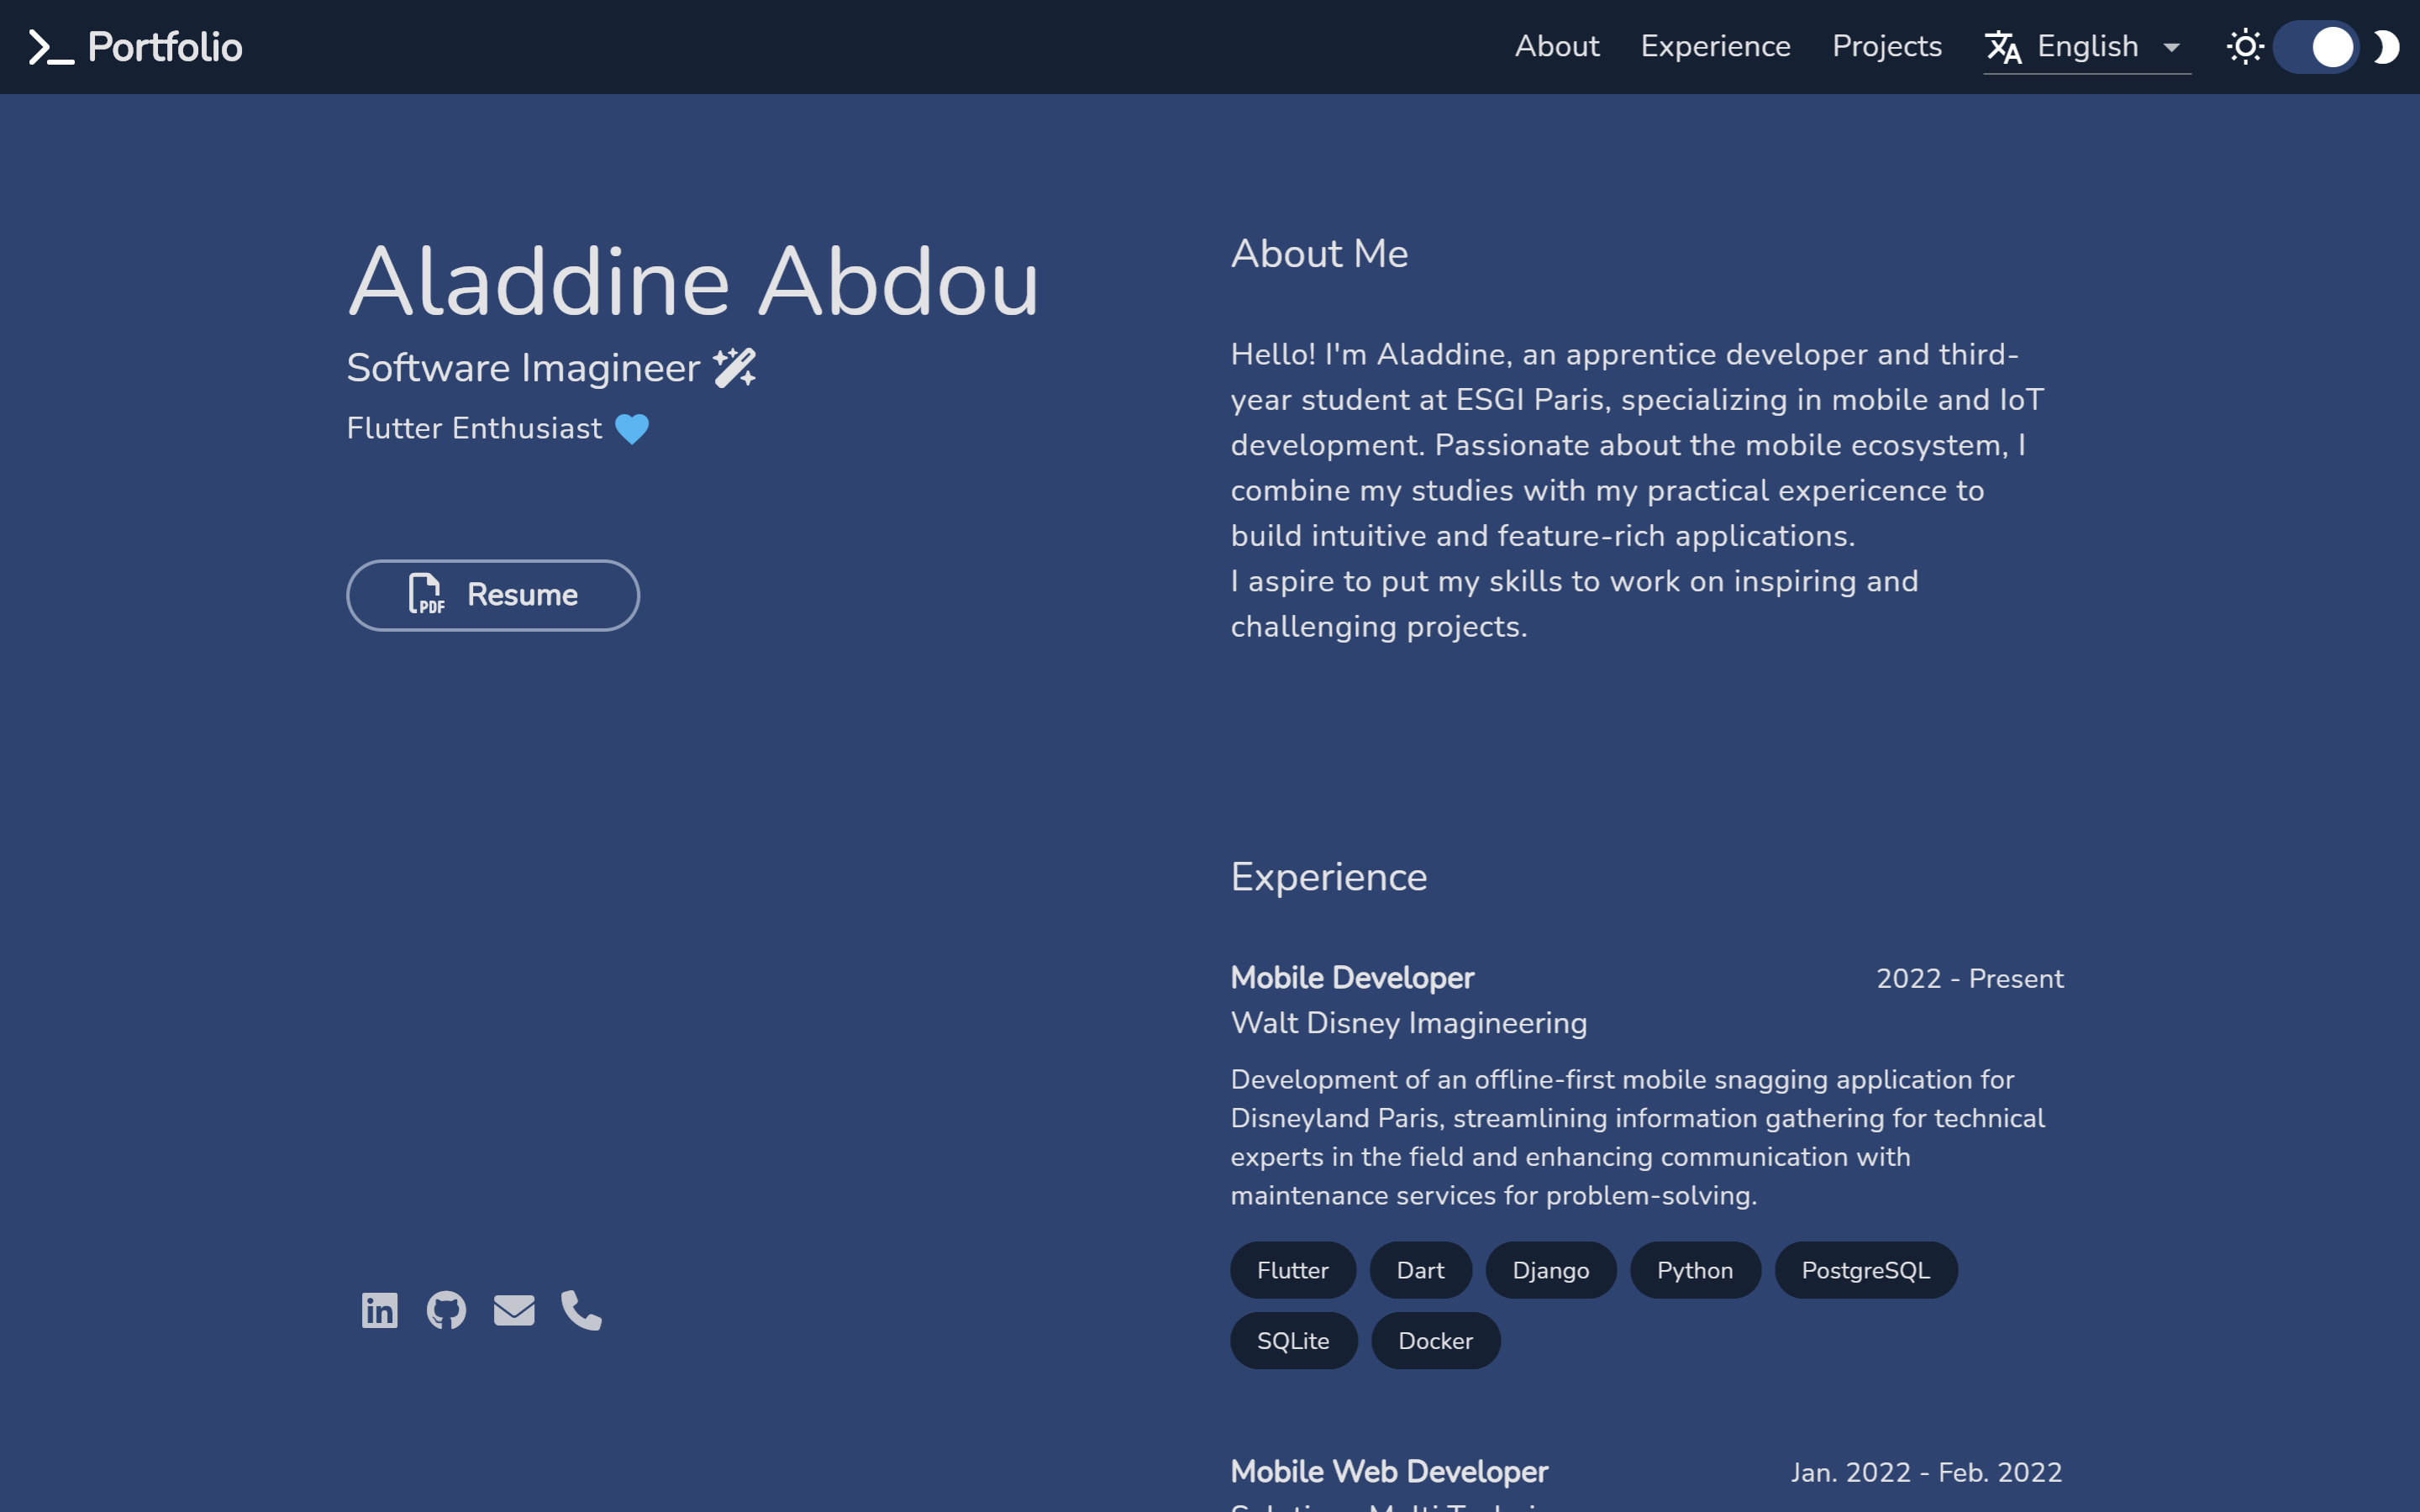 Portfolio
About
Experience
Projects
English
Aladdine Abdou
Software Imagineer
Flutter Enthusiast
PDF Resume
About Me
Hello! I'm Aladdine, an apprentice developer and third-
year student at ESGI Paris, specializing in mobile and IoT
development. Passionate about the mobile ecosystem, I
combine my studies with my practical expericence to
build intuitive and feature-rich applications.
I aspire to put my skills to work on inspiring and
challenging projects.
Experience
Mobile Developer
2022 - Present
Walt Disney Imagineering
Development of an offline-first mobile snagging application for
Disneyland Paris, streamlining information gathering for technical
experts in the field and enhancing communication with
maintenance services for problem-solving.
Flutter
Dart
Django
Python
PostgreSQL
SQLite
Docker
Mobile Web Developer
Jan. 2022 - Feb. 2022